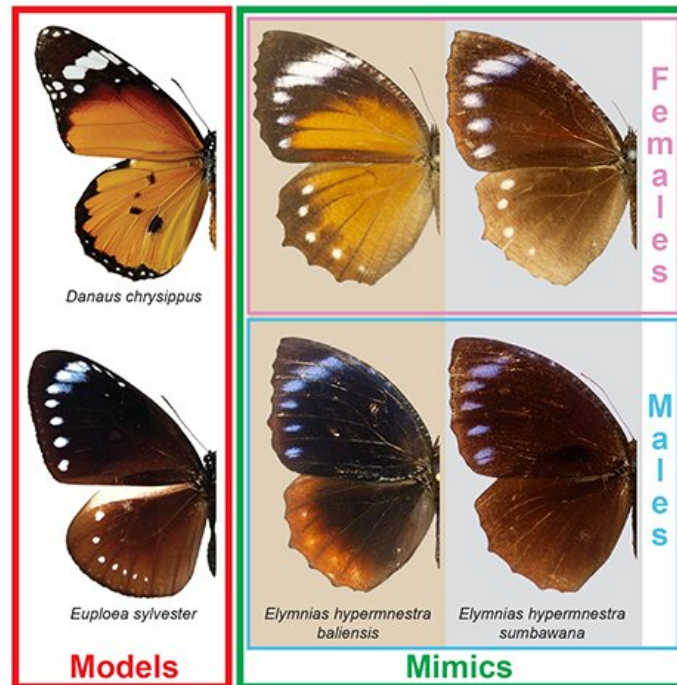 Danaus chrysippus
Euploea sylvester
Models
Females
Males
Elymnias hypermnestra
baliensis
Elymnias hypermnestra
sumbawana
Mimics